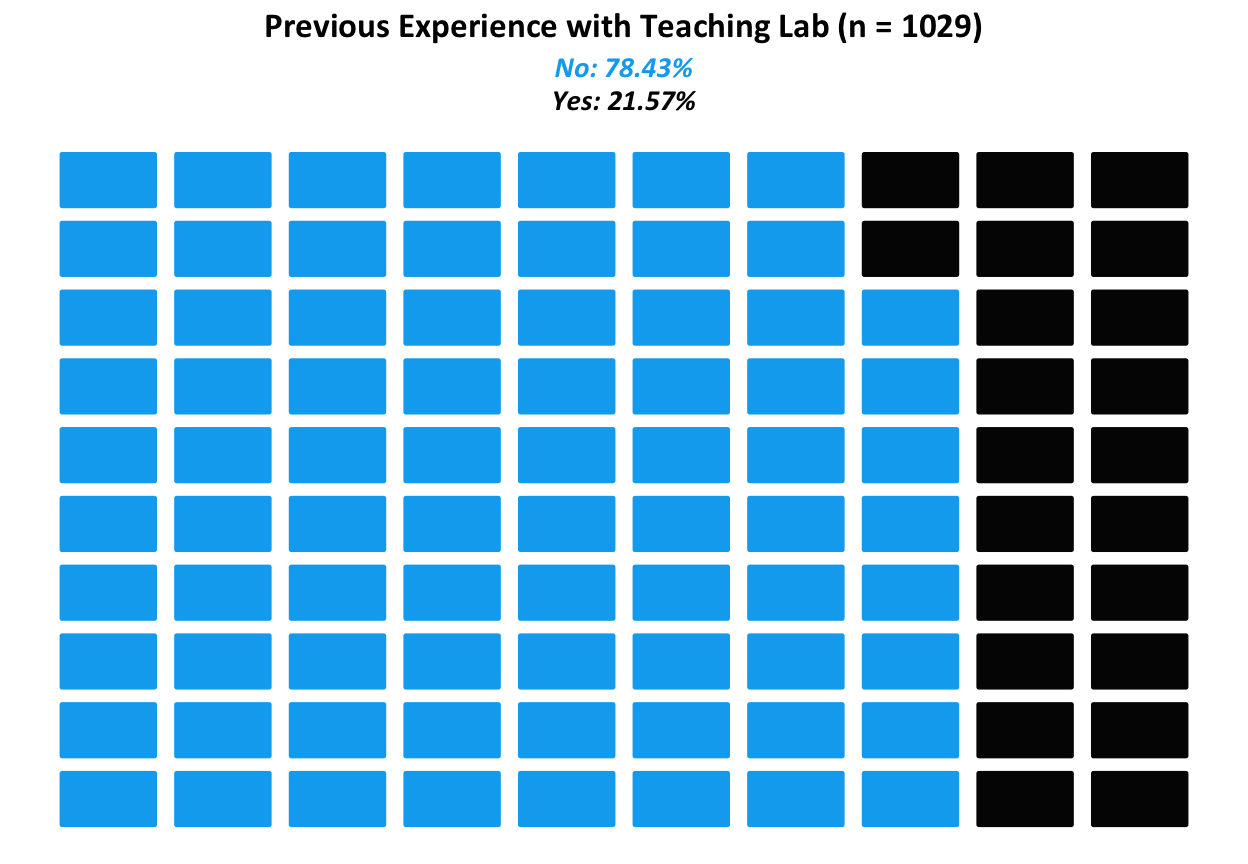 Previous Experience with Teaching Lab (n = 1029)
No: 78.43%
Yes: 21.57%